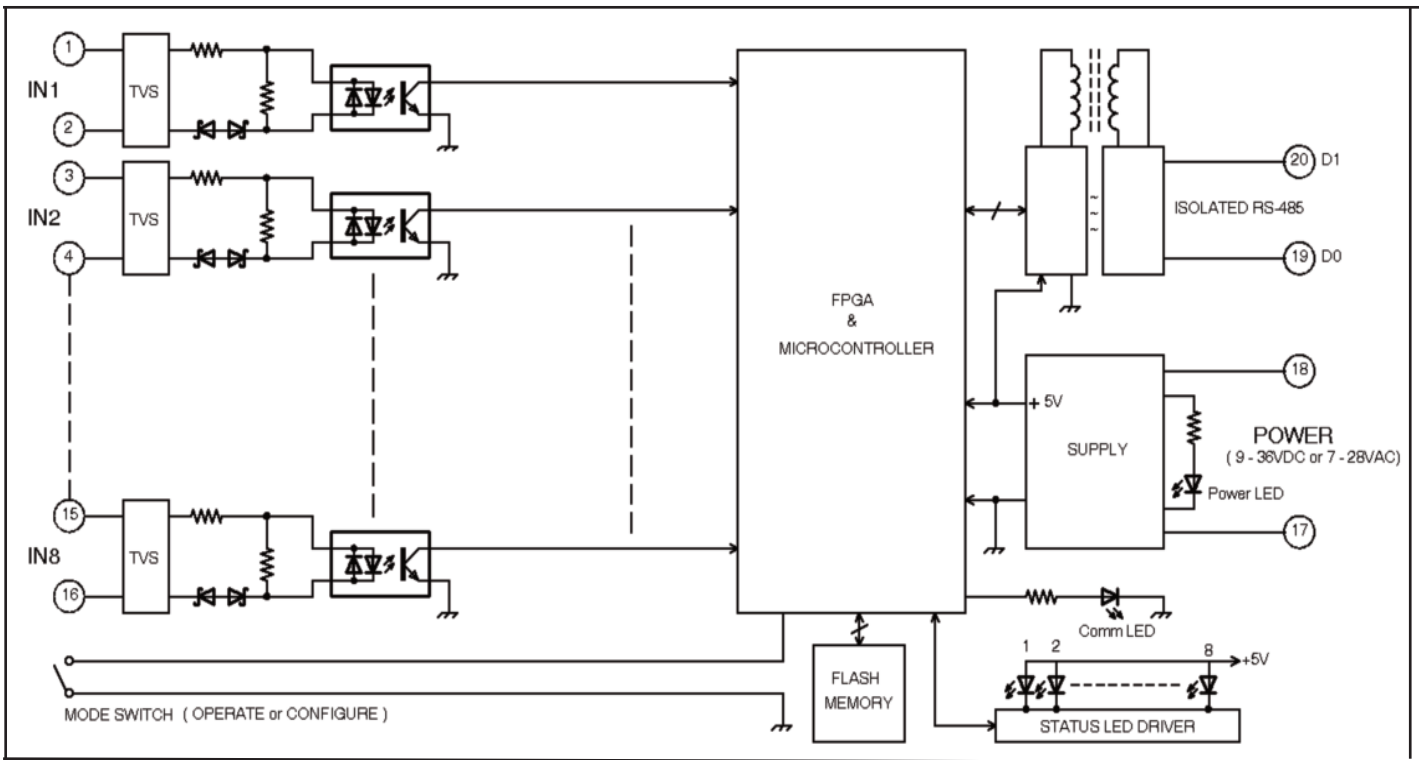 1
IN1
TVS
2
3
IN2
TVS
4
15
IN8
TVS
16
MODE SWITCH ( OPERATE or CONFIGURE )
FPGA
&
MICROCONTROLLER
FLASH
MEMORY
20 D1
ISOLATED RS-485
19 D0
18
+ 5V
SUPPLY
POWER
( 9 - 36VDC or 7 - 28VAC)
Power LED
17
Comm LED
1 2 8 +5V
STATUS LED DRIVER